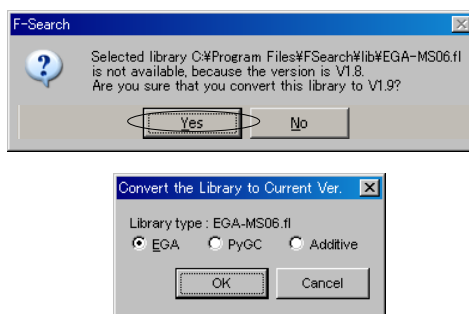 F-Search
Selected library C:¥Program Files¥FSearch¥lib¥EGA-MS06.fl
is not available, because the version is V1.8.
Are you sure that you convert this library to V1.9?
Yes No
Convert the Library to Current Ver.
Library type : EGA-MS06.fl
EGA PyGC Additive
OK Cancel